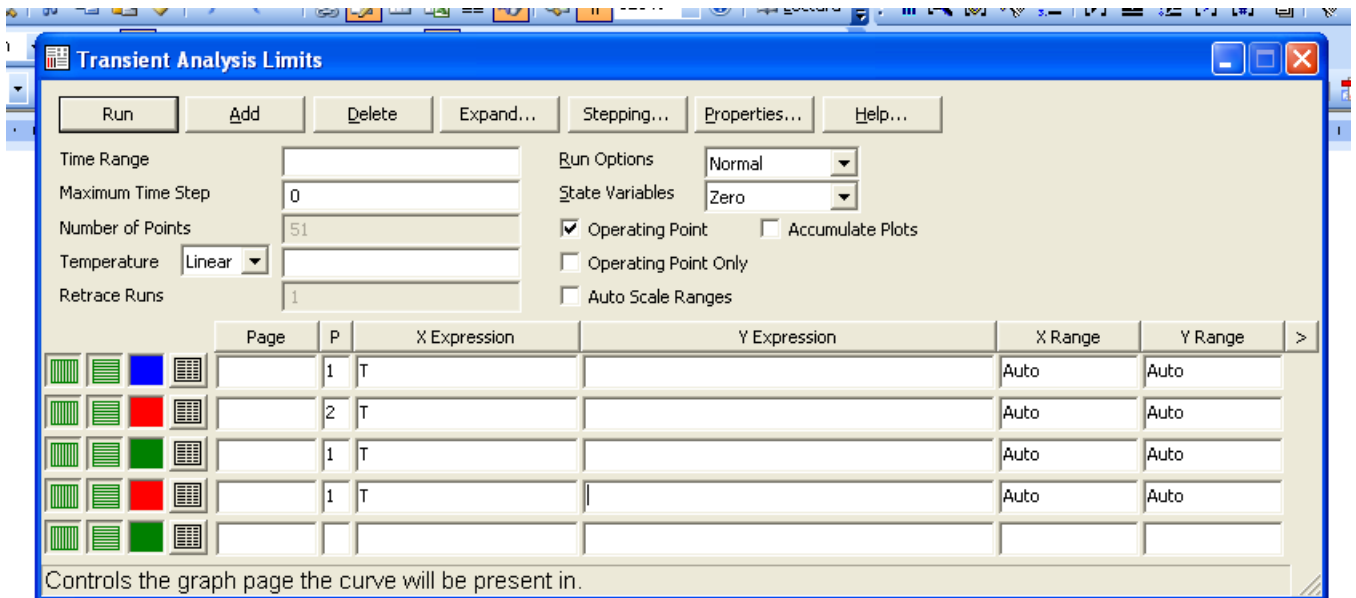 Transient Analysis Limits
Run Add Delete Expand... Stepping... Properties... Help...
Time Range Run Options Normal
Maximum Time Step 0 State Variables Zero
Number of Points 51 Operating Point Accumulate Plots
Temperature Linear Operating Point Only
Retrace Runs 1 Auto Scale Ranges
Page P X Expression Y Expression X Range Y Range >
1 T Auto Auto
2 T Auto Auto
1 T Auto Auto
1 T Auto Auto
Controls the graph page the curve will be present in.